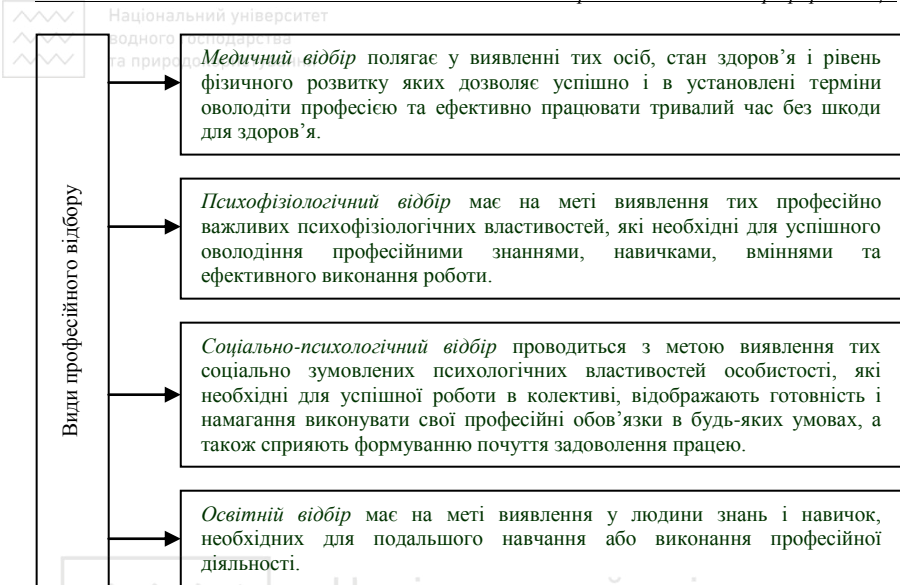 Національний університет
водного господарства
та природокористування
Медичний відбір полягає у виявленні тих осіб, стан здоров’я і рівень
фізичного розвитку яких дозволяє успішно і в установлені терміни
оволодіти професією та ефективно працювати тривалий час без шкоди
для здоров’я.
Види професійного відбору
Психофізіологічний відбір має на меті виявлення тих професійно
важливих психофізіологічних властивостей, які необхідні для успішного
оволодіння професійними знаннями, навичками, вміннями та
ефективного виконання роботи.
Соціально-психологічний відбір проводиться з метою виявлення тих
соціально зумовлених психологічних властивостей особистості, які
необхідні для успішної роботи в колективі, відображають готовність і
намагання виконувати свої професійні обов’язки в будь-яких умовах, а
також сприяють формуванню почуття задоволення працею.
Освітній відбір має на меті виявлення у людини знань і навичок,
необхідних для подальшого навчання або виконання професійної
діяльності.